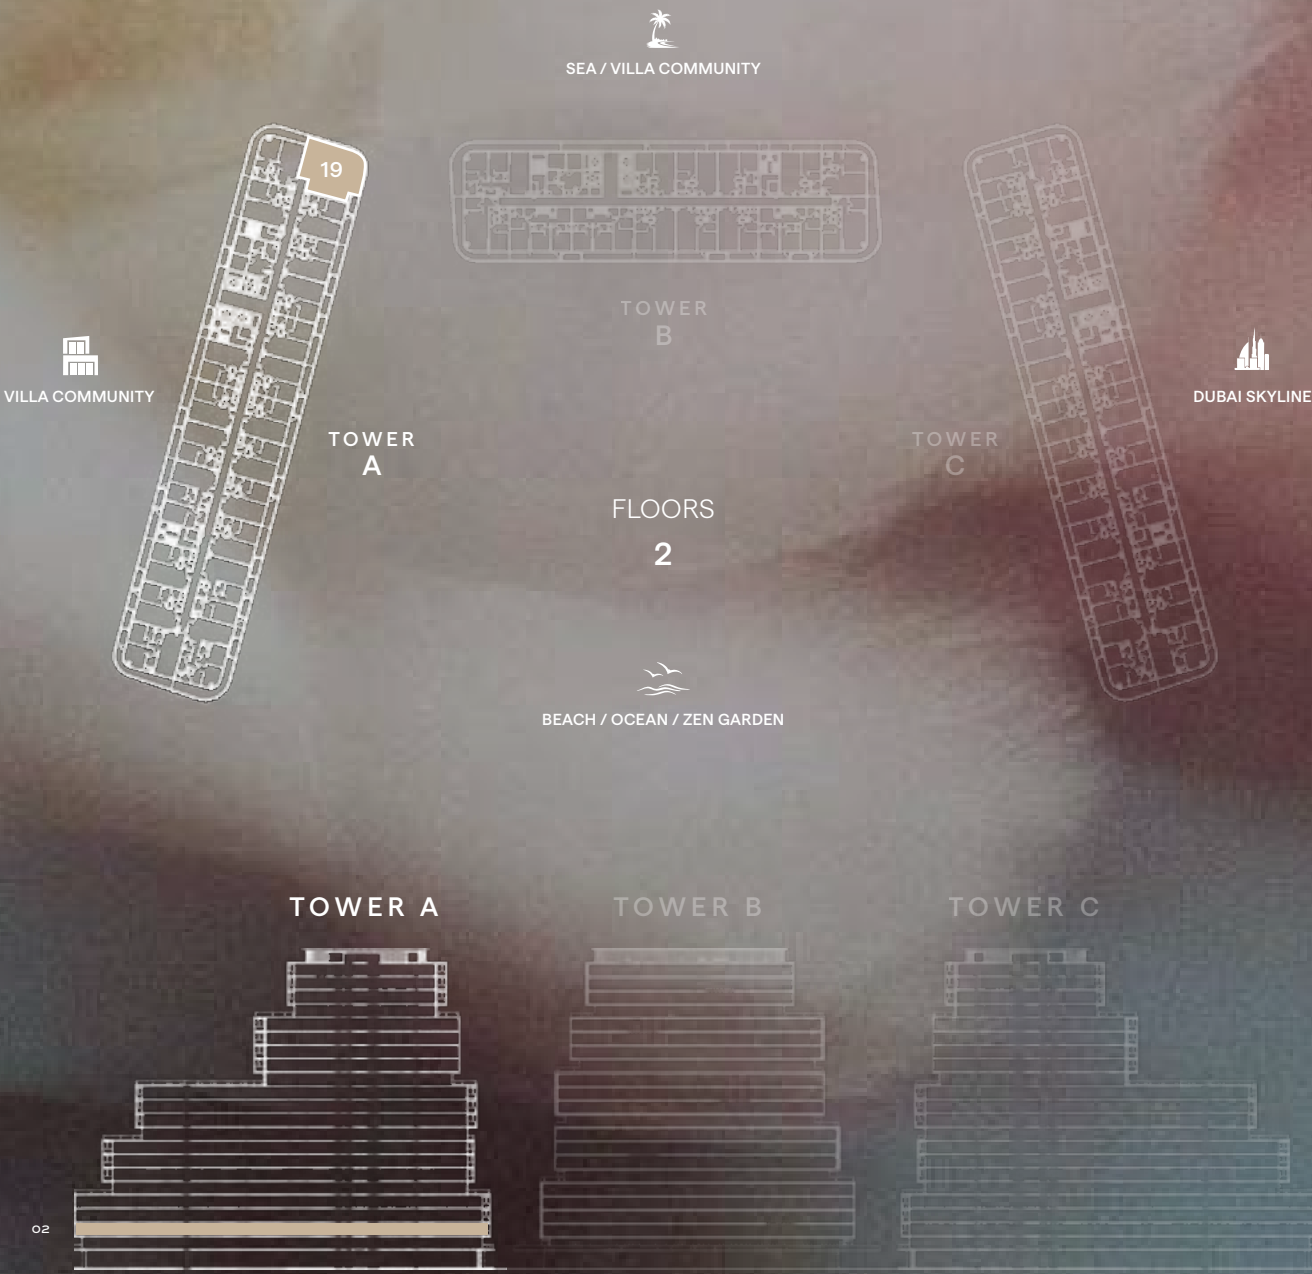 SEA / VILLA COMMUNITY
19
TOWER
B
VILLA COMMUNITY
DUBAI SKYLINE
TOWER
A
TOWER
C
FLOORS
2
BEACH / OCEAN / ZEN GARDEN
TOWER A
TOWER B
TOWER C
02